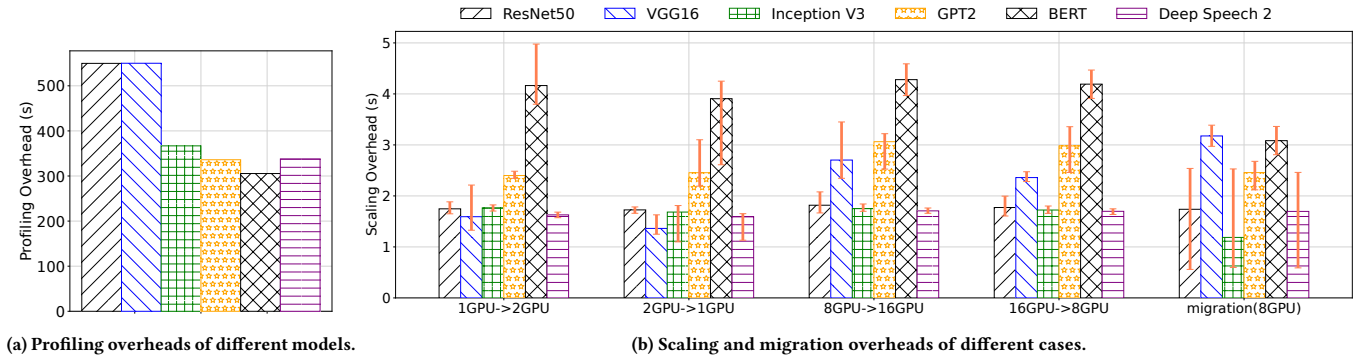 ResNet50 VGG16 Inception V3 GPT2 BERT Deep Speech 2
Profiling Overhead (s)
500
400
300
200
100
0
(a) Profiling overheads of different models.
Scaling Overhead (s)
5
4
3
2
1
0
1GPU->2GPU 2GPU->1GPU 8GPU->16GPU 16GPU->8GPU migration(8GPU)
(b) Scaling and migration overheads of different cases.